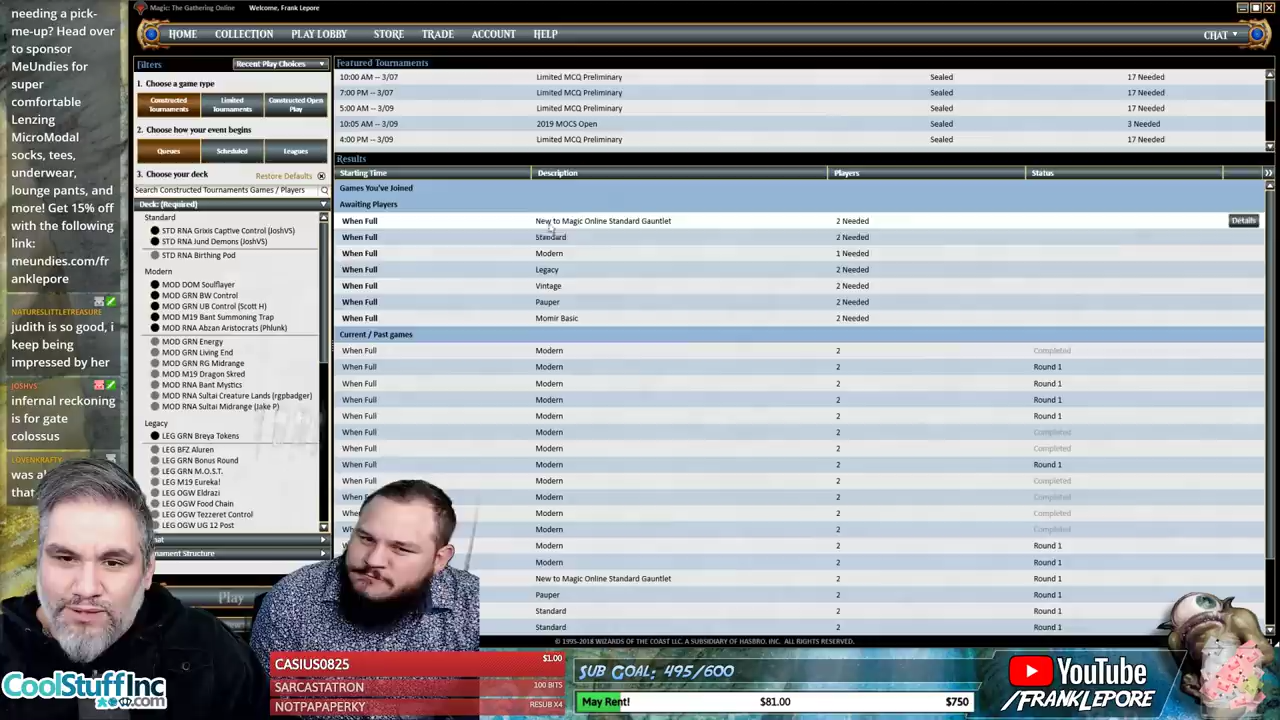 needing a pick-
me-up? Head over
to sponsor
MeUndies for
super
comfortable
Lenzing
MicroModal
socks, tees,
underwear,
lounge pants, and
more! Get 15% off
with the following
link:
meundies.com/fr
anklepore
NATURESLITTLETREASURE
judith is so good, i
keep being
impressed by her
JOSHVS
infernal reckoning
is for gate
colossus
LOVENKRAFTY
was a
that
Magic: The Gathering Online Welcome, Frank Lepore
HOME COLLECTION PLAY LOBBY STORE TRADE ACCOUNT HELP CHAT
Filters Recent Play Choices
1. Choose a game type
Constructed Tournaments Limited Tournaments Constructed Open Play
2. Choose how your event begins
Queues Scheduled Leagues
3. Choose your deck Restore Defaults
Search Constructed Tournaments Games / Players
Deck: (Required)
Standard
STD RNA Grixis Captive Control (JoshVS)
STD RNA Jund Demons (JoshVS)
STD RNA Birthing Pod
Modern
MOD DOM Soulflayer
MOD GRN BW Control
MOD GRN UB Control (Scott H)
MOD M19 Bant Summoning Trap
MOD RNA Abzan Aristocrats (Phlunk)
MOD GRN Energy
MOD GRN Living End
MOD GRN RG Midrange
MOD M19 Dragon Skred
MOD RNA Bant Mystics
MOD RNA Sultai Creature Lands (rgpbadger)
MOD RNA Sultai Midrange (Jake P)
Legacy
LEG GRN Breya Tokens
LEG BFZ Aluren
LEG GRN Bonus Round
LEG GRN M.O.S.T.
LEG M19 Eureka!
LEG OGW Eldrazi
LEG OGW Food Chain
LEG OGW Tezzeret Control
LEG OGW UG 12 Post
mat
nament Structure
Play
Featured Tournaments
10:00 AM -- 3/07 Limited MCQ Preliminary Sealed 17 Needed
7:00 PM -- 3/07 Limited MCQ Preliminary Sealed 17 Needed
5:00 AM -- 3/09 Limited MCQ Preliminary Sealed 17 Needed
10:05 AM -- 3/09 2019 MOCS Open Sealed 3 Needed
4:00 PM -- 3/09 Limited MCQ Preliminary Sealed 17 Needed
Results
Starting Time Description Players Status
Games You've Joined
Awaiting Players
When Full New to Magic Online Standard Gauntlet 2 Needed Details
When Full Standard 2 Needed
When Full Modern 1 Needed
When Full Legacy 2 Needed
When Full Vintage 2 Needed
When Full Pauper 2 Needed
When Full Momir Basic 2 Needed
Current / Past games
When Full Modern 2 Completed
When Full Modern 2 Round 1
When Full Modern 2 Round 1
When Full Modern 2 Round 1
When Full Modern 2 Round 1
When Full Modern 2 Completed
When Full Modern 2 Completed
When Full Modern 2 Round 1
When Full Modern 2 Completed
When F Modern 2 Completed
Whe Modern 2 Completed
Whe Modern 2 Completed
Modern 2 Round 1
Modern 2 Round 1
New to Magic Online Standard Gauntlet 2 Round 1
Pauper 2 Round 1
Standard 2 Round 1
Standard 2 Round 1
© 1995-2018 WIZARDS OF THE COAST LLC, A SUBSIDIARY OF HASBRO, INC. ALL RIGHTS RESERVED.
CoolStuffInc
.com
CASIUS0825 $1.00
SARCASTATRON 100 BITS
NOTPAPAPERKY RESUB X4
SUB GOAL: 495/600
May Rent! $81.00 $750
YouTube
/FRANKLEPORE